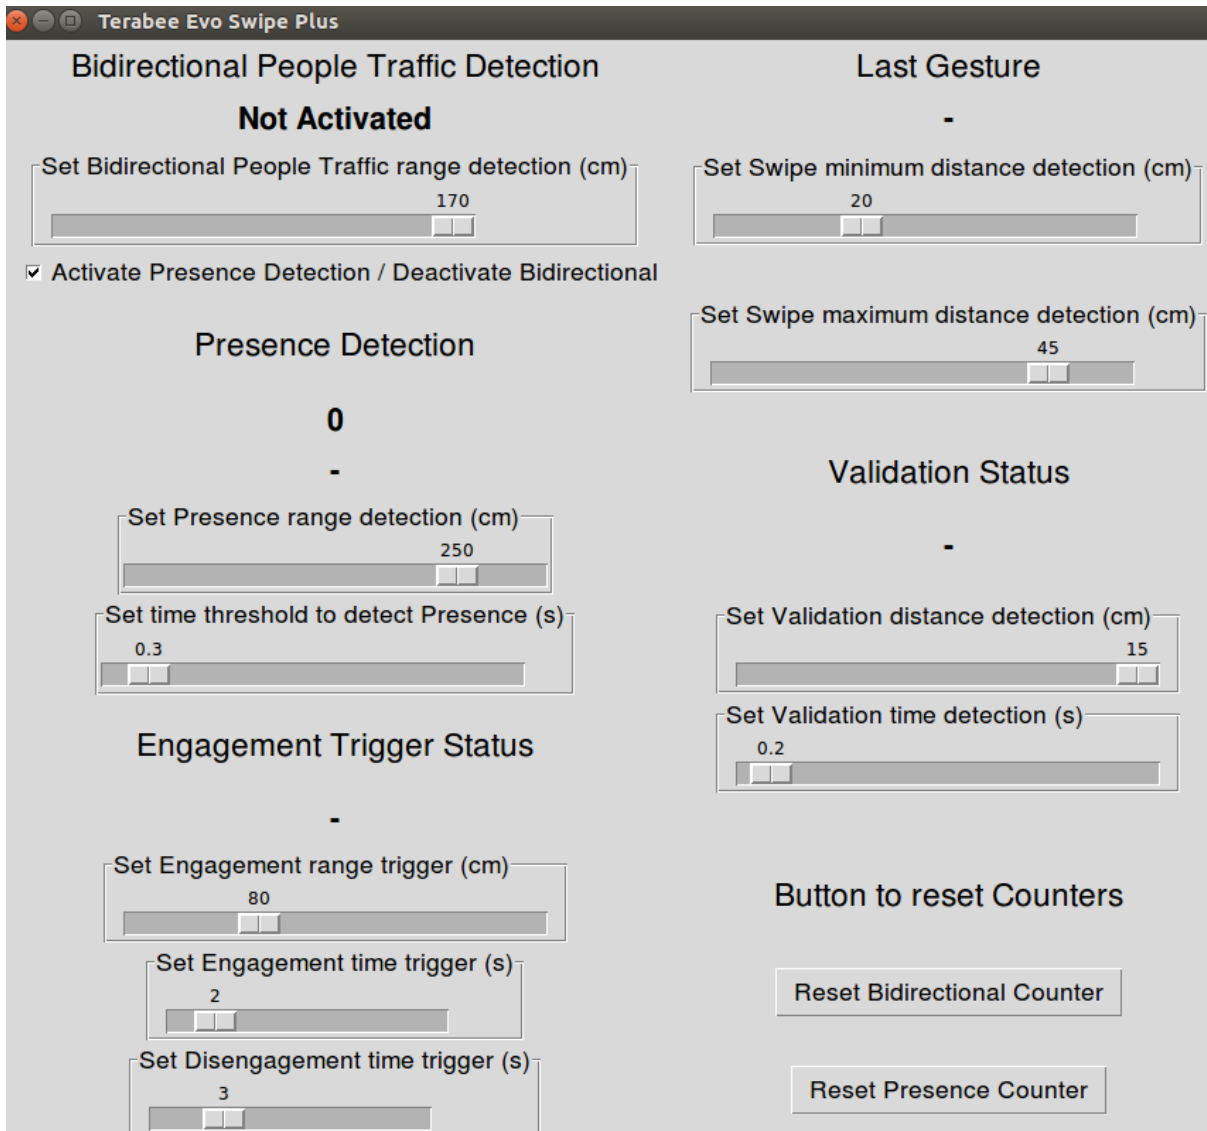 Terabee Evo Swipe Plus
Bidirectional People Traffic Detection
Not Activated
Set Bidirectional People Traffic range detection (cm)
170
Activate Presence Detection / Deactivate Bidirectional
Presence Detection
0
-
Set Presence range detection (cm)
250
Set time threshold to detect Presence (s)
0.3
Engagement Trigger Status
-
Set Engagement range trigger (cm)
80
Set Engagement time trigger (s)
2
Set Disengagement time trigger (s)
3
Last Gesture
-
Set Swipe minimum distance detection (cm)
20
Set Swipe maximum distance detection (cm)
45
Validation Status
-
Set Validation distance detection (cm)
15
Set Validation time detection (s)
0.2
Button to reset Counters
Reset Bidirectional Counter
Reset Presence Counter